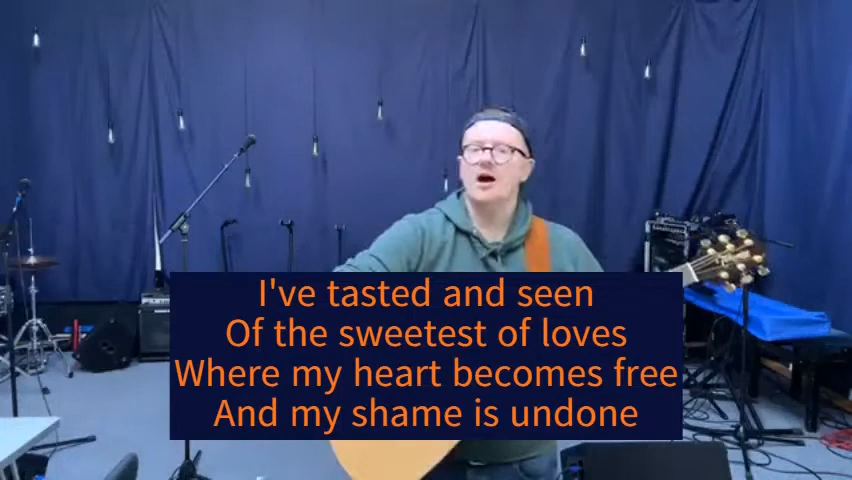 I've tasted and seen
Of the sweetest of loves
Where my heart becomes free
And my shame is undone